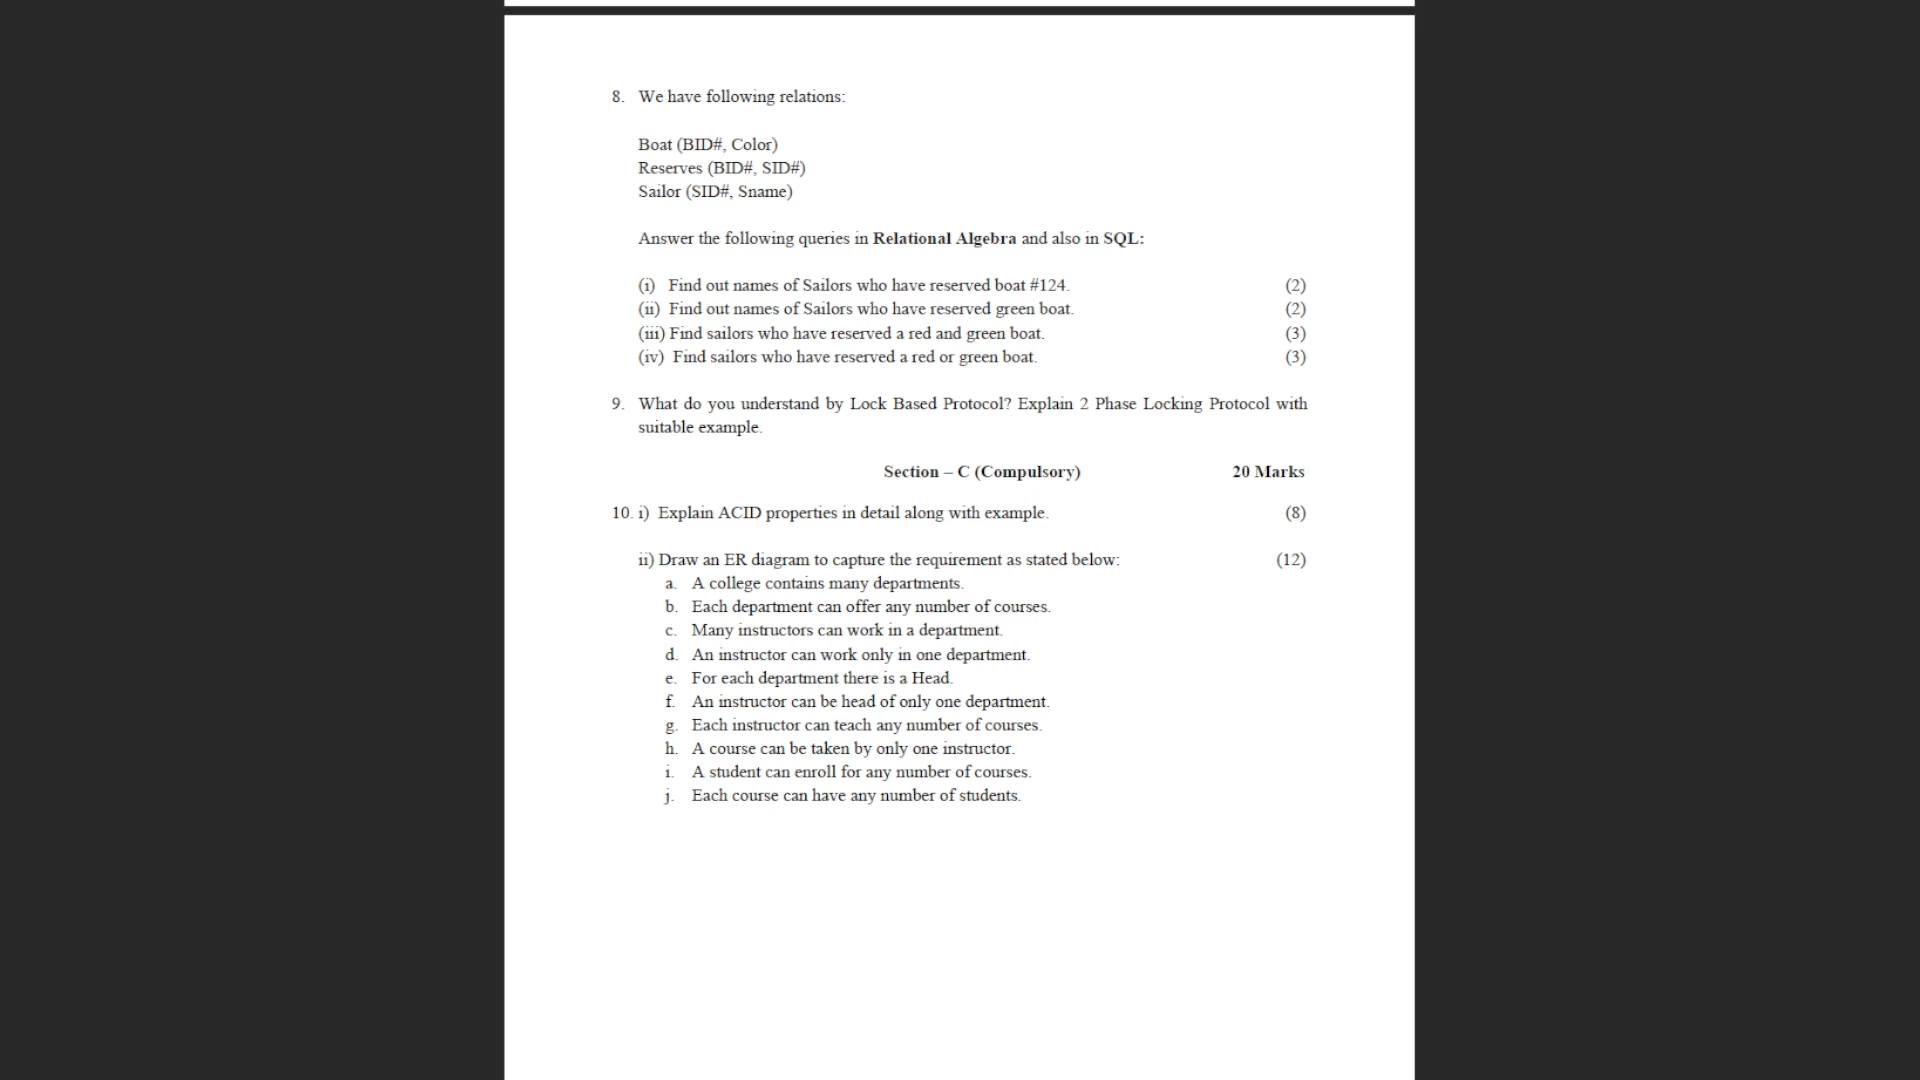 8. We have following relations:
Boat (BID#, Color)
Reserves (BID#, SID#)
Sailor (SID#, Sname)
Answer the following queries in Relational Algebra and also in SQL:
(i) Find out names of Sailors who have reserved boat #124. (2)
(ii) Find out names of Sailors who have reserved green boat. (2)
(iii) Find sailors who have reserved a red and green boat. (3)
(iv) Find sailors who have reserved a red or green boat. (3)
9. What do you understand by Lock Based Protocol? Explain 2 Phase Locking Protocol with
suitable example.
Section – C (Compulsory) 20 Marks
10. i) Explain ACID properties in detail along with example. (8)
ii) Draw an ER diagram to capture the requirement as stated below: (12)
a. A college contains many departments.
b. Each department can offer any number of courses.
c. Many instructors can work in a department.
d. An instructor can work only in one department.
e. For each department there is a Head.
f. An instructor can be head of only one department.
g. Each instructor can teach any number of courses.
h. A course can be taken by only one instructor.
i. A student can enroll for any number of courses.
j. Each course can have any number of students.